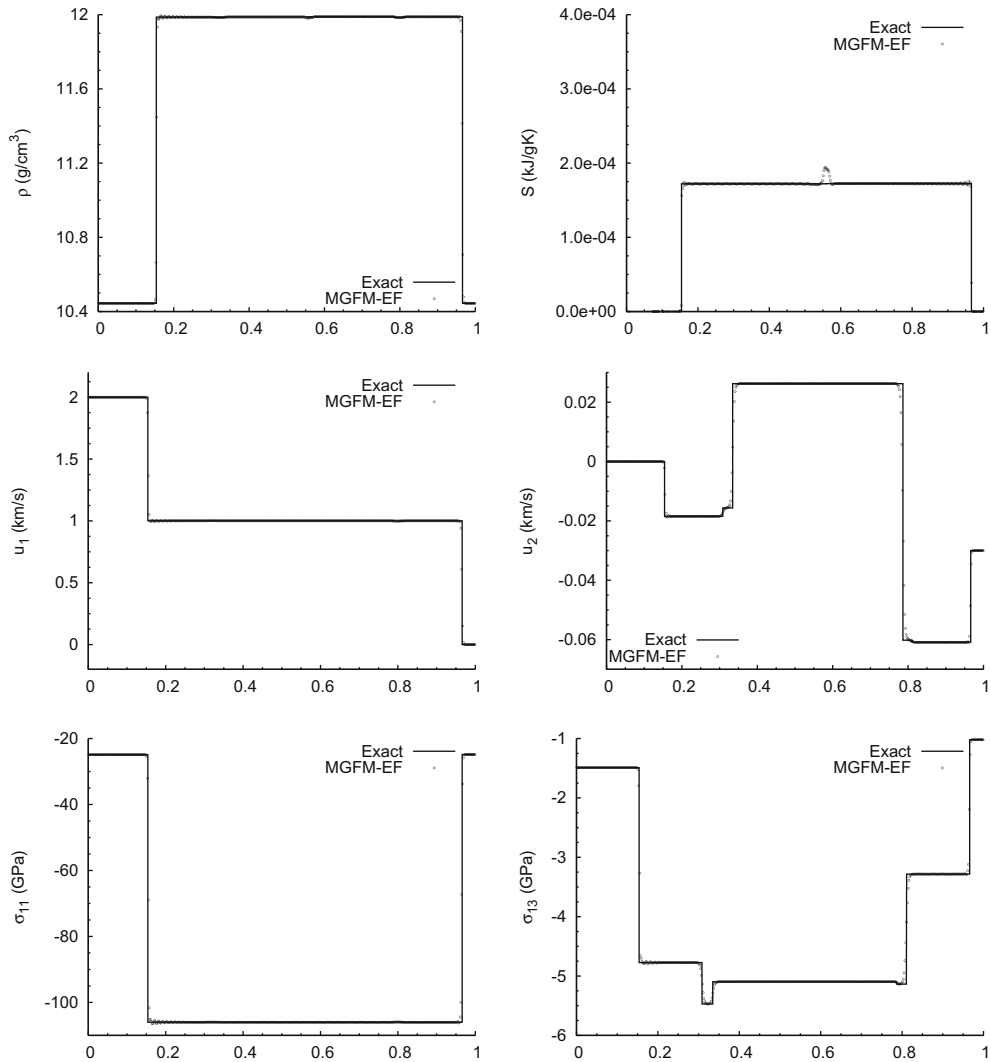 12
11.6
11.2
10.8
10.4
ρ (g/cm³)
Exact
MGFM-EF
0 0.2 0.4 0.6 0.8 1
4.0e-04
3.0e-04
2.0e-04
1.0e-04
0.0e+00
S (kJ/gK)
Exact
MGFM-EF
0 0.2 0.4 0.6 0.8 1
2
1.5
1
0.5
0
u₁ (km/s)
Exact
MGFM-EF
0 0.2 0.4 0.6 0.8 1
0.02
0
-0.02
-0.04
-0.06
u₂ (km/s)
Exact
MGFM-EF
0 0.2 0.4 0.6 0.8 1
-20
-40
-60
-80
-100
σ₁₁ (GPa)
Exact
MGFM-EF
0 0.2 0.4 0.6 0.8 1
-1
-2
-3
-4
-5
-6
σ₁₃ (GPa)
Exact
MGFM-EF
0 0.2 0.4 0.6 0.8 1